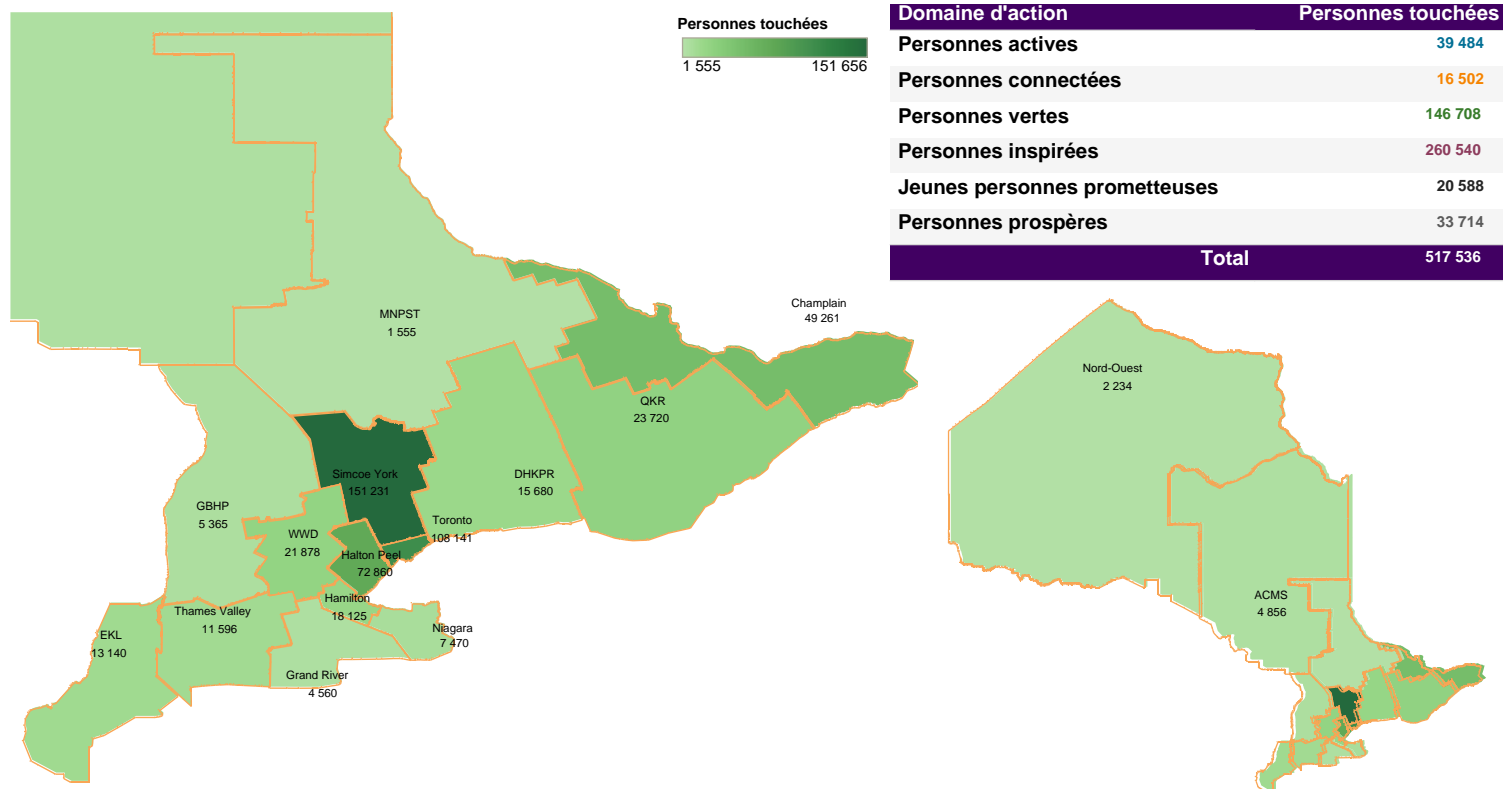 Personnes touchées
1 555 151 656
Domaine d'action Personnes touchées
Personnes actives 39 484
Personnes connectées 16 502
Personnes vertes 146 708
Personnes inspirées 260 540
Jeunes personnes prometteuses 20 588
Personnes prospères 33 714
Total 517 536
MNPST
1 555
Champlain
49 261
QKR
23 720
Simcoe York
151 231
DHKPR
15 680
GBHP
5 365
Toronto
108 141
WWD
21 878
Halton Peel
72 860
Hamilton
18 125
Thames Valley
11 596
Niagara
7 470
EKL
13 140
Grand River
4 560
Nord-Ouest
2 234
ACMS
4 856